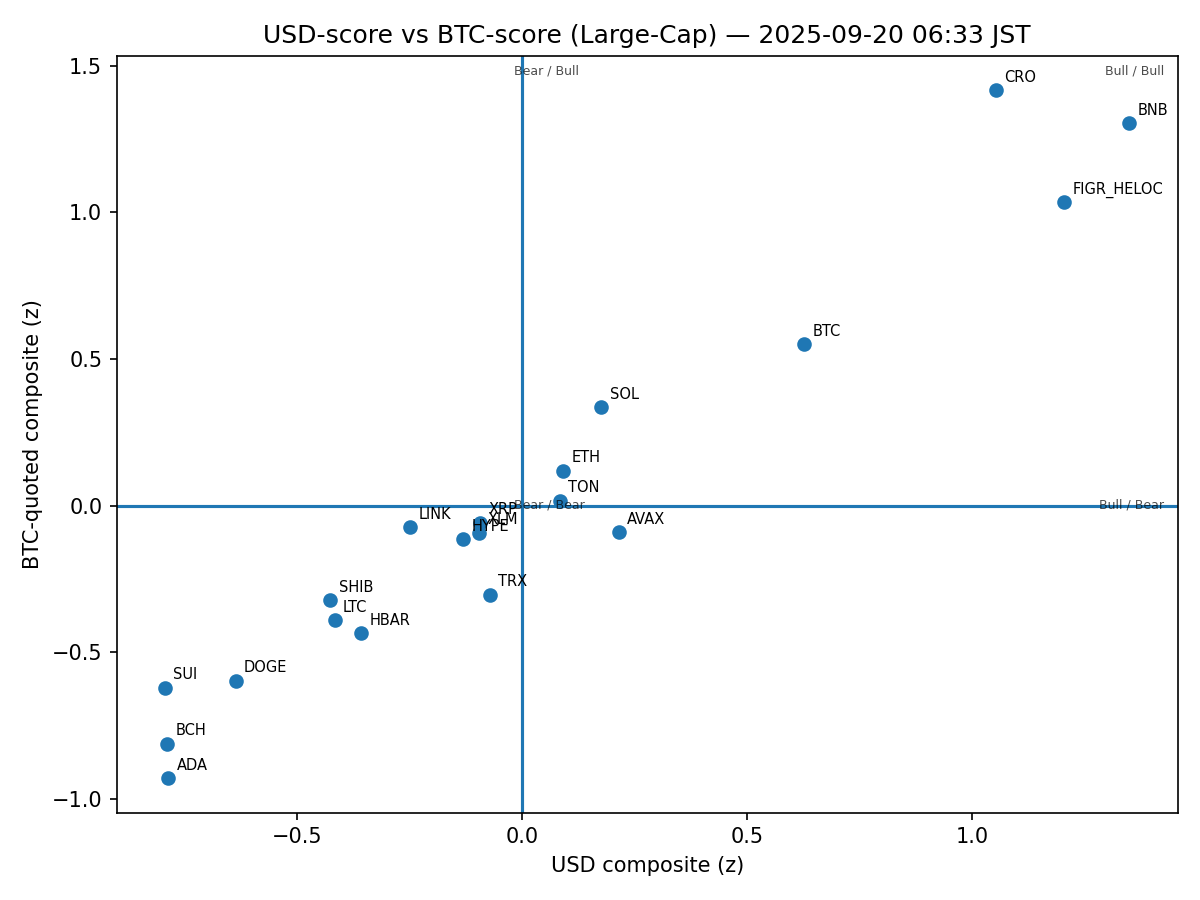 USD-score vs BTC-score (Large-Cap) — 2025-09-20 06:33 JST
1.5
Bear / Bull
Bull / Bull
CRO
BNB
FIGR_HELOC
1.0
BTC
0.5
SOL
ETH
TON
0.0
Bear / Bear
Bull / Bear
XRP
LINK
XLM
HYPE
AVAX
TRX
SHIB
LTC
HBAR
−0.5
DOGE
SUI
BCH
ADA
−1.0
−0.5
0.0
0.5
1.0
USD composite (z)
BTC-quoted composite (z)